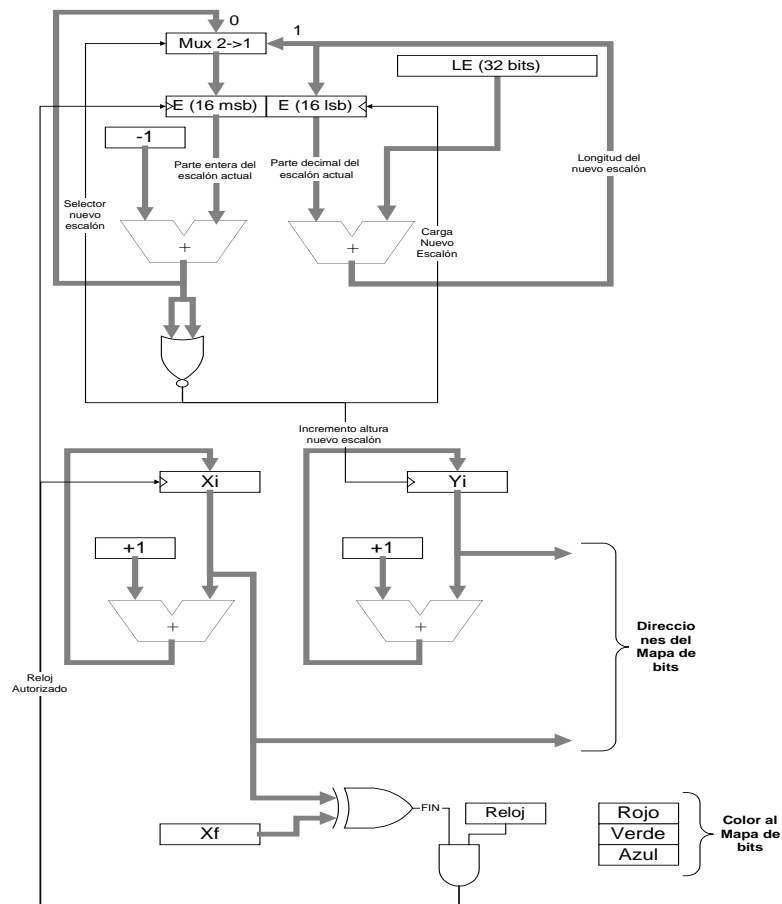 0
1
Mux 2->1
LE (32 bits)
E (16 msb)
E (16 lsb)
-1
Parte entera del
escalón actual
Parte decimal del
escalón actual
Longitud del
nuevo escalón
Selector
nuevo
escalón
+
+
Carga
Nuevo
Escalón
Incremento altura
nuevo escalón
Xi
Yi
+1
+1
+
+
Direccio
nes del
Mapa de
bits
Reloj
Autorizado
FIN
Reloj
Xf
Rojo
Verde
Azul
Color al
Mapa de
bits